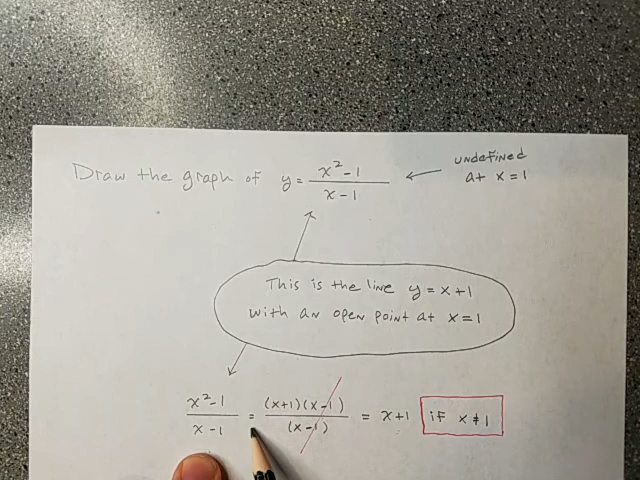 Draw the graph of y = (x² - 1)/(x - 1) ← undefined at x = 1
This is the line y = x + 1
with an open point at x = 1
(x² - 1)/(x - 1) = (x+1)(x-1)/(x-1) = x+1 if x ≠ 1